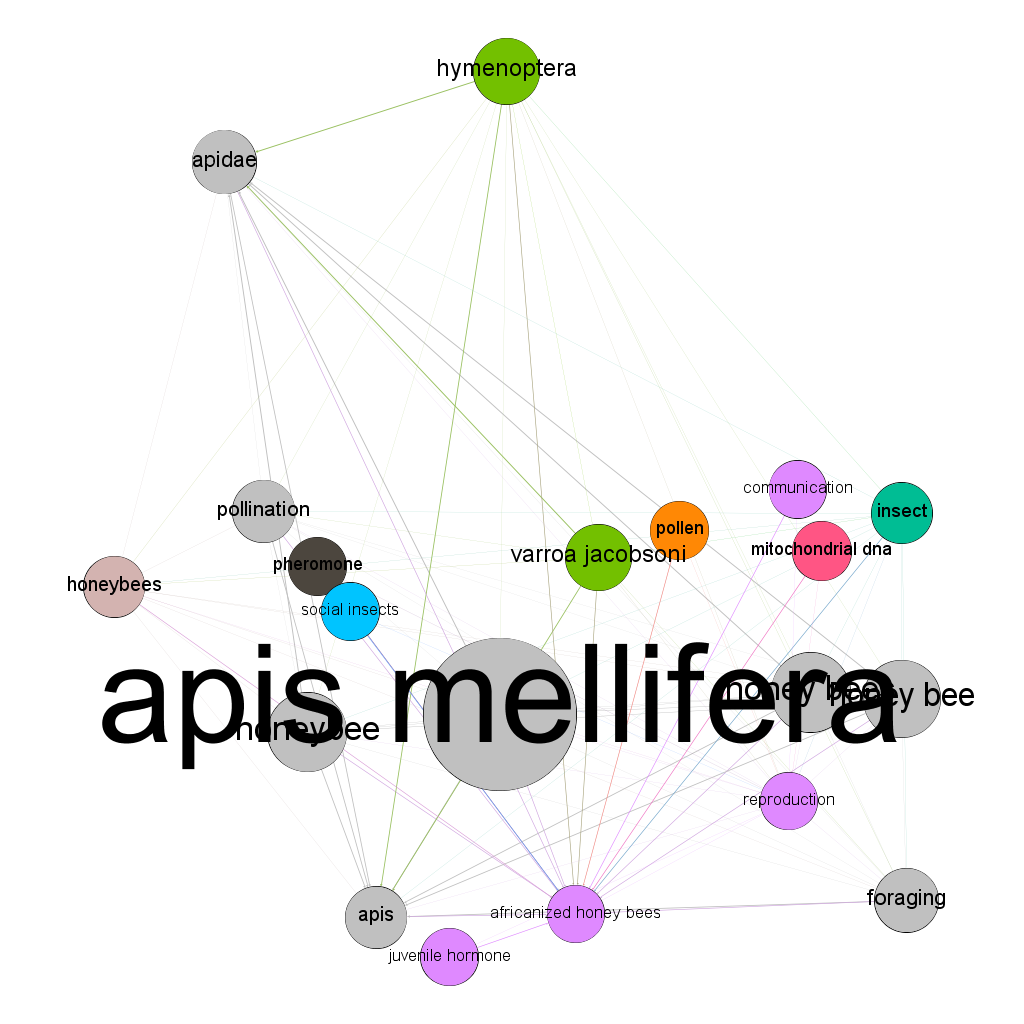 hymenoptera
apidae
communication
pollination
insect
pollen
mitochondrial dna
varroa jacobsoni
pheromone
honeybees
social insects
apis mellifera
honey bee
honey bee
honeybee
reproduction
foraging
apis
africanized honey bees
juvenile hormone